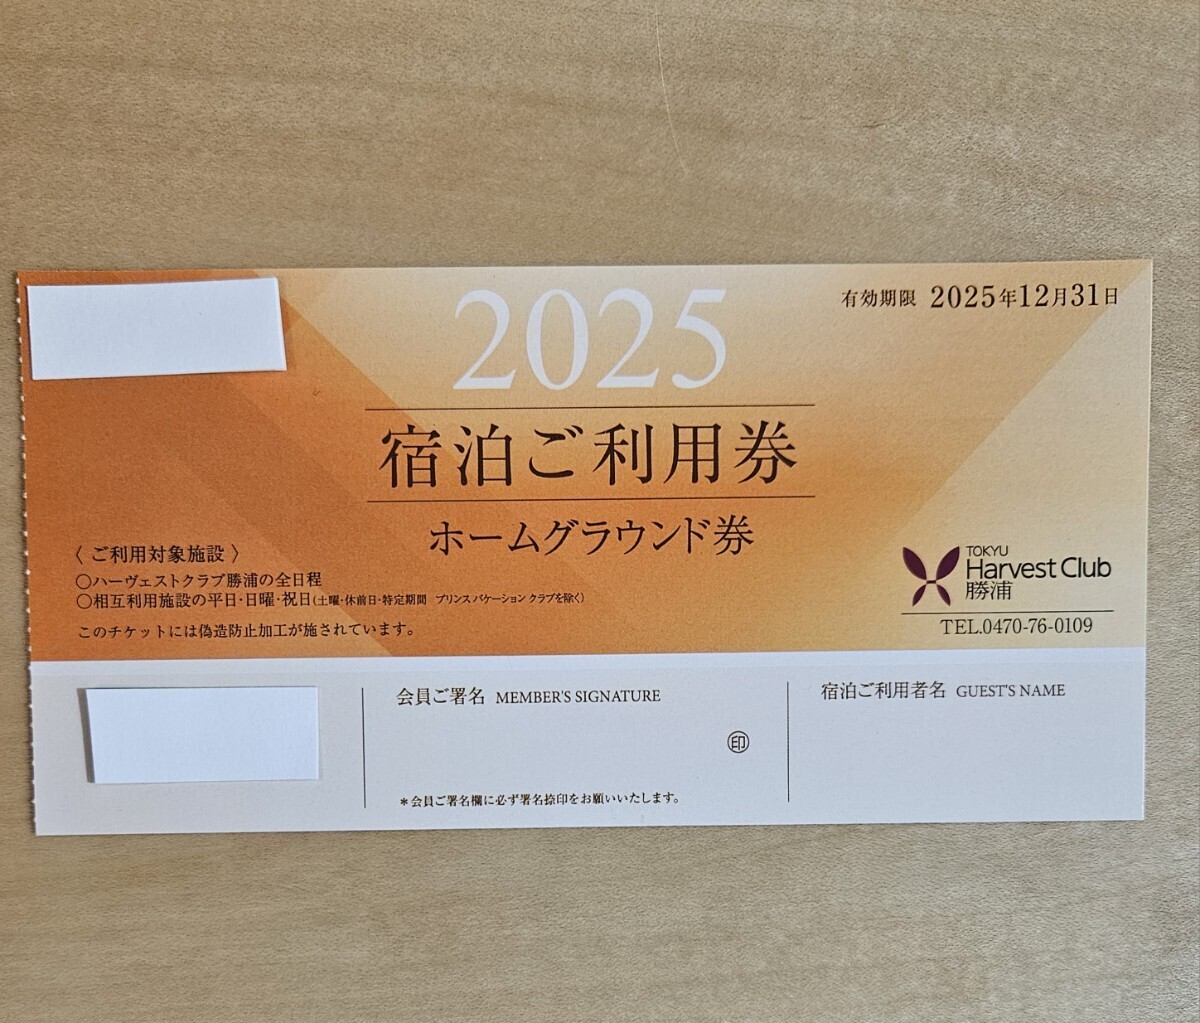 2025
有効期限 2025年12月31日
宿泊ご利用券
ホームグラウンド券
〈 ご利用対象施設 〉
○ハーヴェストクラブ勝浦の全日程
○相互利用施設の平日・日曜・祝日(土曜・休前日・特定期間 プリンス バケーション クラブを除く)
このチケットには偽造防止加工が施されています。
TOKYU
Harvest Club
勝浦
TEL.0470-76-0109
会員ご署名 MEMBER'S SIGNATURE
印
*会員ご署名欄に必ず署名捺印をお願いいたします。
宿泊ご利用者名 GUEST'S NAME